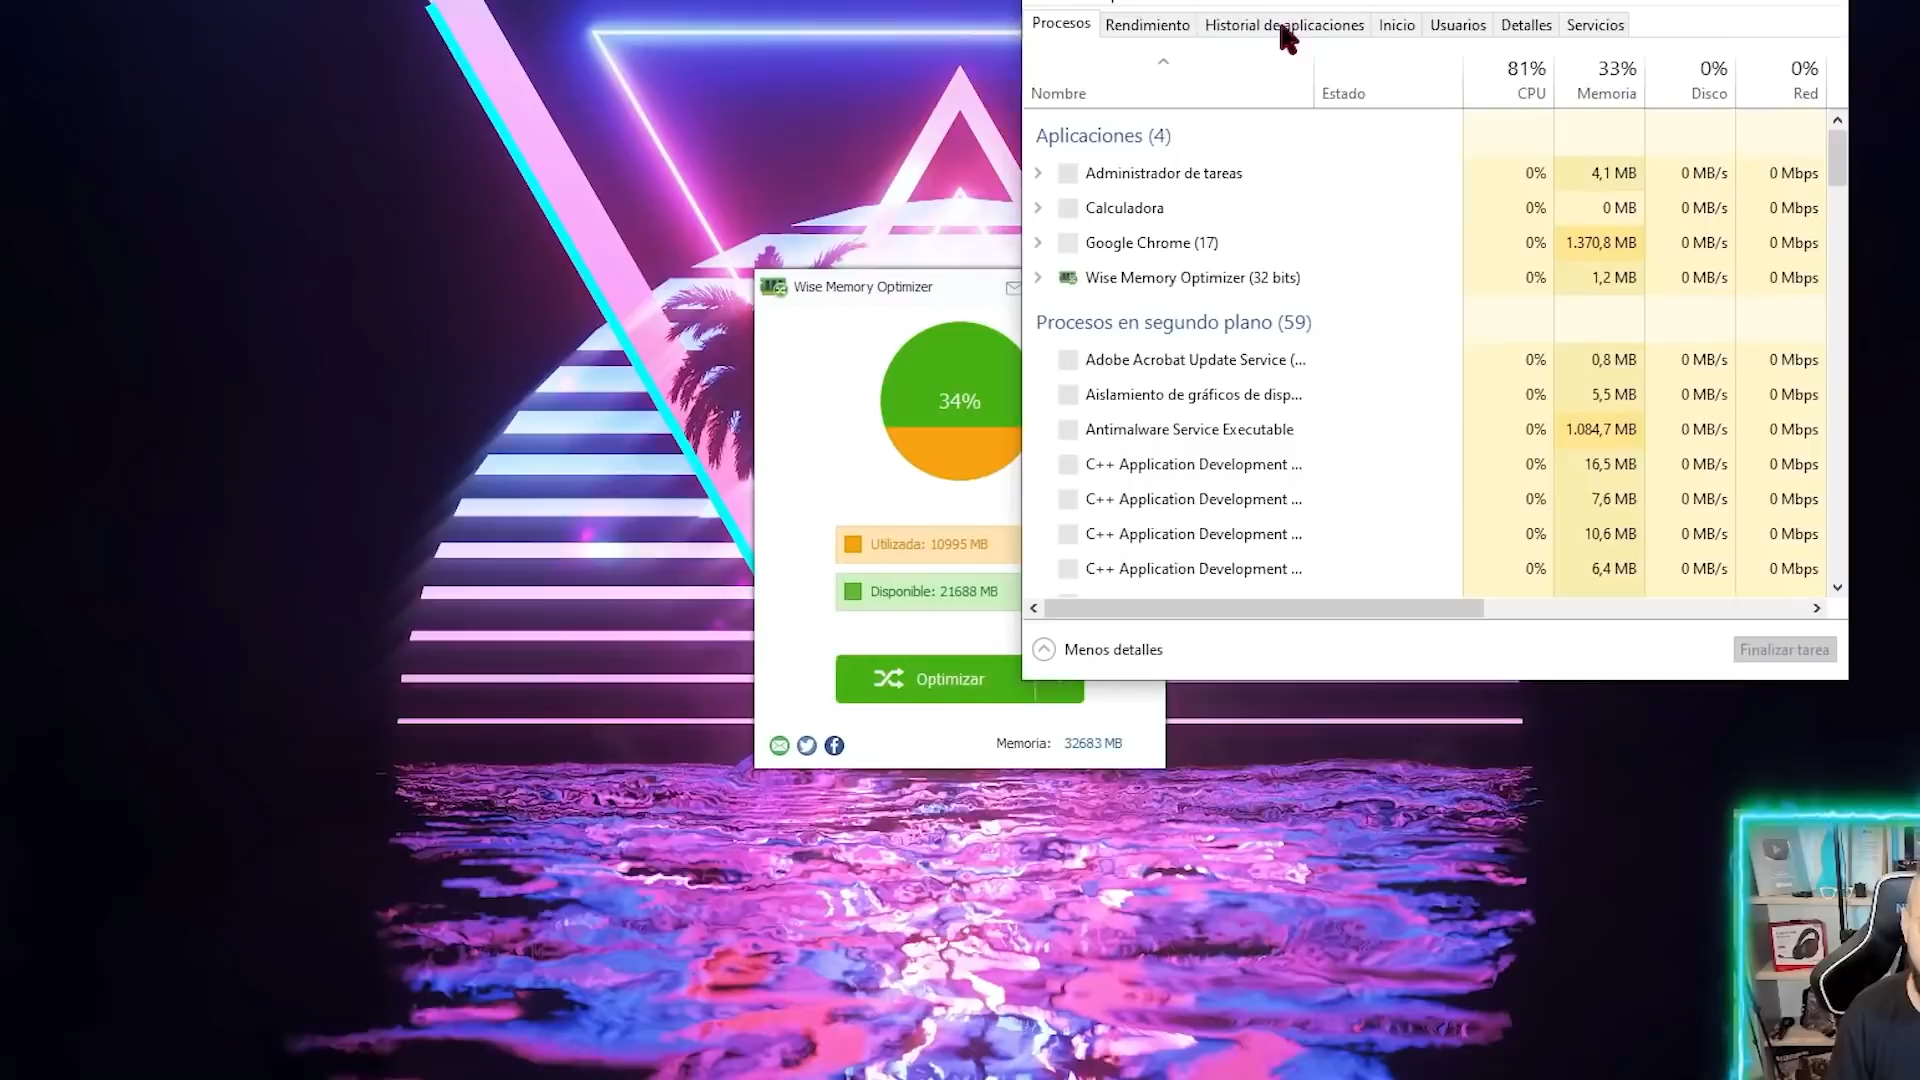 Procesos Rendimiento Historial de aplicaciones Inicio Usuarios Detalles Servicios
81% 33% 0% 0%
Nombre Estado CPU Memoria Disco Red
Aplicaciones (4)
Administrador de tareas 0% 4,1 MB 0 MB/s 0 Mbps
Calculadora 0% 0 MB 0 MB/s 0 Mbps
Google Chrome (17) 0% 1.370,8 MB 0 MB/s 0 Mbps
Wise Memory Optimizer (32 bits) 0% 1,2 MB 0 MB/s 0 Mbps
Procesos en segundo plano (59)
Adobe Acrobat Update Service (... 0% 0,8 MB 0 MB/s 0 Mbps
Aislamiento de gráficos de disp... 0% 5,5 MB 0 MB/s 0 Mbps
Antimalware Service Executable 0% 1.084,7 MB 0 MB/s 0 Mbps
C++ Application Development ... 0% 16,5 MB 0 MB/s 0 Mbps
C++ Application Development ... 0% 7,6 MB 0 MB/s 0 Mbps
C++ Application Development ... 0% 10,6 MB 0 MB/s 0 Mbps
C++ Application Development ... 0% 6,4 MB 0 MB/s 0 Mbps
Menos detalles Finalizar tarea
Wise Memory Optimizer
34%
Utilizada: 10995 MB
Disponible: 21688 MB
Optimizar
Memoria: 32683 MB